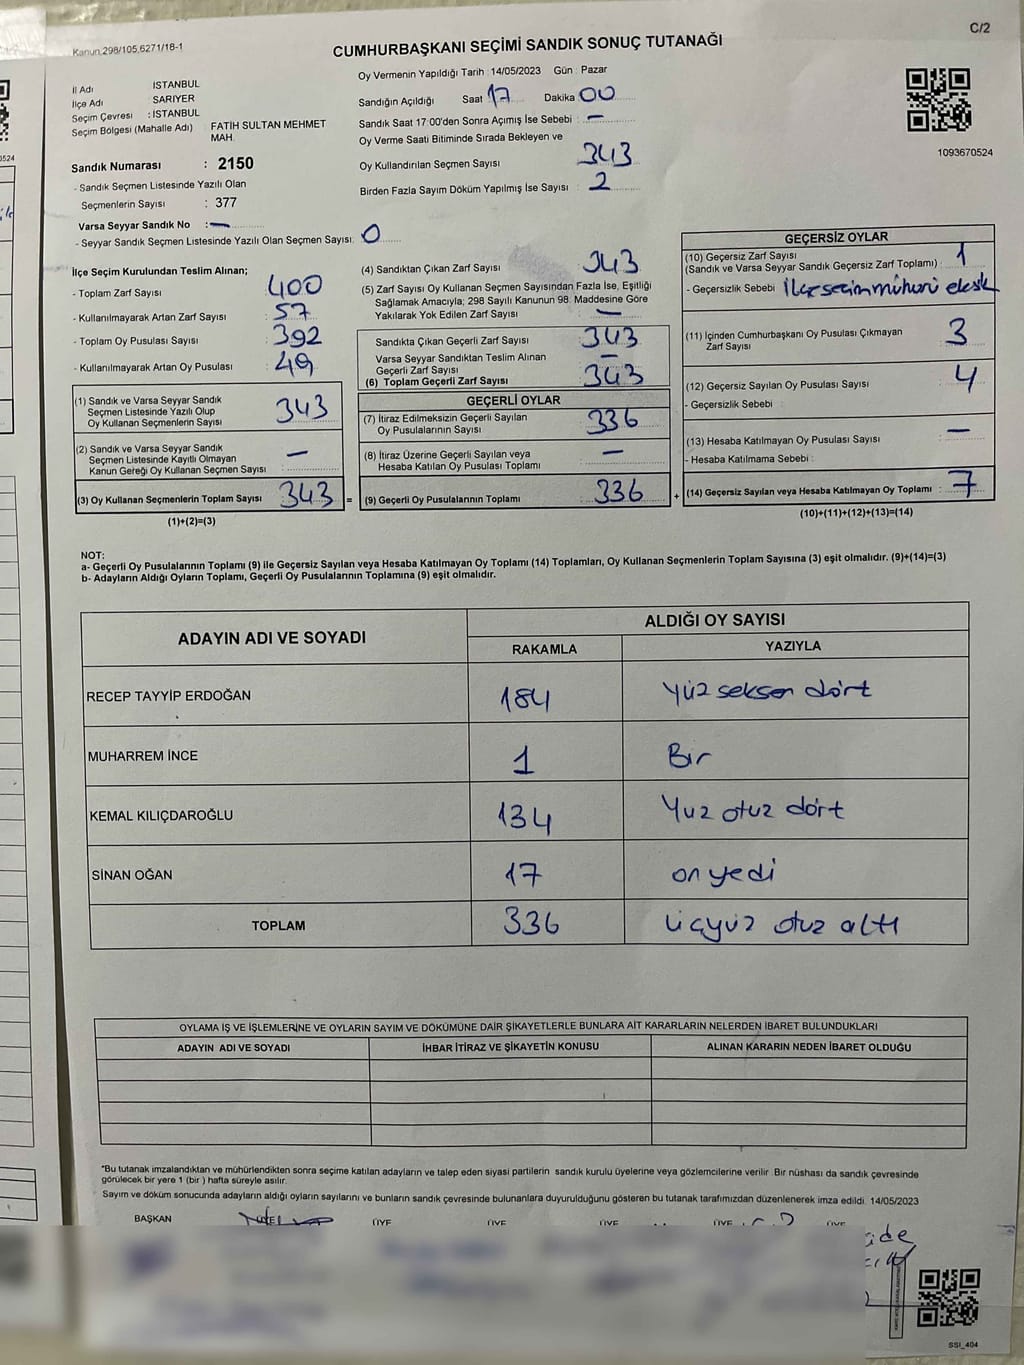 Kanun 298/105,6271/18-1
C/2
CUMHURBAŞKANI SEÇİMİ SANDIK SONUÇ TUTANAĞI
İl Adı İSTANBUL
İlçe Adı SARIYER
Seçim Çevresi : İSTANBUL
Seçim Bölgesi (Mahalle Adı) FATİH SULTAN MEHMET MAH.
Sandık Numarası : 2150
- Sandık Seçmen Listesinde Yazılı Olan
Seçmenlerin Sayısı : 377
Varsa Seyyar Sandık No : —
- Seyyar Sandık Seçmen Listesinde Yazılı Olan Seçmen Sayısı. 0
Oy Vermenin Yapıldığı Tarih : 14/05/2023 Gün : Pazar
Sandığın Açıldığı Saat 17 Dakika 00
Sandık Saat 17:00'den Sonra Açımış İse Sebebi : —
Oy Verme Saati Bitiminde Sırada Bekleyen ve
Oy Kullandırılan Seçmen Sayısı 343
Birden Fazla Sayım Döküm Yapılmış İse Sayısı : 2
1093670524
0524
İlçe Seçim Kurulundan Teslim Alınan;
- Toplam Zarf Sayısı 400
- Kullanılmayarak Artan Zarf Sayısı : 57
- Toplam Oy Pusulası Sayısı : 392
- Kullanılmayarak Artan Oy Pusulası : 49
(1) Sandık ve Varsa Seyyar Sandık
Seçmen Listesinde Yazılı Olup
Oy Kullanan Seçmenlerin Sayısı 343
(2) Sandık ve Varsa Seyyar Sandık
Seçmen Listesinde Kayıtlı Olmayan
Kanun Gereği Oy Kullanan Seçmen Sayısı —
(3) Oy Kullanan Seçmenlerin Toplam Sayısı 343 =
(1)+(2)=(3)
(4) Sandıktan Çıkan Zarf Sayısı 343
(5) Zarf Sayısı Oy Kullanan Seçmen Sayısından Fazla İse, Eşitliği
Sağlamak Amacıyla; 298 Sayılı Kanunun 98. Maddesine Göre
Yakılarak Yok Edilen Zarf Sayısı : —
Sandıkta Çıkan Geçerli Zarf Sayısı : 343
Varsa Seyyar Sandıktan Teslim Alınan
Geçerli Zarf Sayısı : —
(6) Toplam Geçerli Zarf Sayısı : 343
GEÇERLİ OYLAR
(7) İtiraz Edilmeksizin Geçerli Sayılan
Oy Pusulalarının Sayısı 336
(8) İtiraz Üzerine Geçerli Sayılan veya
Hesaba Katılan Oy Pusulası Toplamı —
(9) Geçerli Oy Pusulalarının Toplamı 336 +
GEÇERSİZ OYLAR
(10) Geçersiz Zarf Sayısı
(Sandık ve Varsa Seyyar Sandık Geçersiz Zarf Toplamı) : 1
- Geçersizlik Sebebi : İlçe seçim mühürü eksik
(11) İçinden Cumhurbaşkanı Oy Pusulası Çıkmayan
Zarf Sayısı 3
(12) Geçersiz Sayılan Oy Pusulası Sayısı 4
- Geçersizlik Sebebi :
(13) Hesaba Katılmayan Oy Pusulası Sayısı —
- Hesaba Katılmama Sebebi :
(14) Geçersiz Sayılan veya Hesaba Katılmayan Oy Toplamı : 7
(10)+(11)+(12)+(13)=(14)
NOT:
a- Geçerli Oy Pusulalarının Toplamı (9) ile Geçersiz Sayılan veya Hesaba Katılmayan Oy Toplamı (14) Toplamları, Oy Kullanan Seçmenlerin Toplam Sayısına (3) eşit olmalıdır. (9)+(14)=(3)
b- Adayların Aldığı Oyların Toplamı, Geçerli Oy Pusulalarının Toplamına (9) eşit olmalıdır.
ADAYIN ADI VE SOYADI ALDIĞI OY SAYISI
RAKAMLA YAZIYLA
RECEP TAYYİP ERDOĞAN 184 Yüz seksen dört
MUHARREM İNCE 1 Bir
KEMAL KILIÇDAROĞLU 134 Yuz otuz dört
SİNAN OĞAN 17 on yedi
TOPLAM 336 üçyüz otuz altı
OYLAMA İŞ VE İŞLEMLERİNE VE OYLARIN SAYIM VE DÖKÜMÜNE DAİR ŞİKAYETLERLE BUNLARA AİT KARARLARIN NELERDEN İBARET BULUNDUKLARI
ADAYIN ADI VE SOYADI İHBAR İTİRAZ VE ŞİKAYETİN KONUSU ALINAN KARARIN NEDEN İBARET OLDUĞU
"Bu tutanak imzalandıktan ve mühürlendikten sonra seçime katılan adayların ve talep eden siyasi partilerin sandık kurulu üyelerine veya gözlemcilerine verilir. Bir nüshası da sandık çevresinde
görülecek bir yere 1 (bir ) hafta süreyle asılır.
Sayım ve döküm sonucunda adayların aldığı oyların sayılarını ve bunların sandık çevresinde bulunanlara duyurulduğunu gösteren bu tutanak tarafımızdan düzenlenerek imza edildi. 14/05/2023
BAŞKAN ÜYE ÜYE ÜYE ÜYE ÜYE
SSI_404